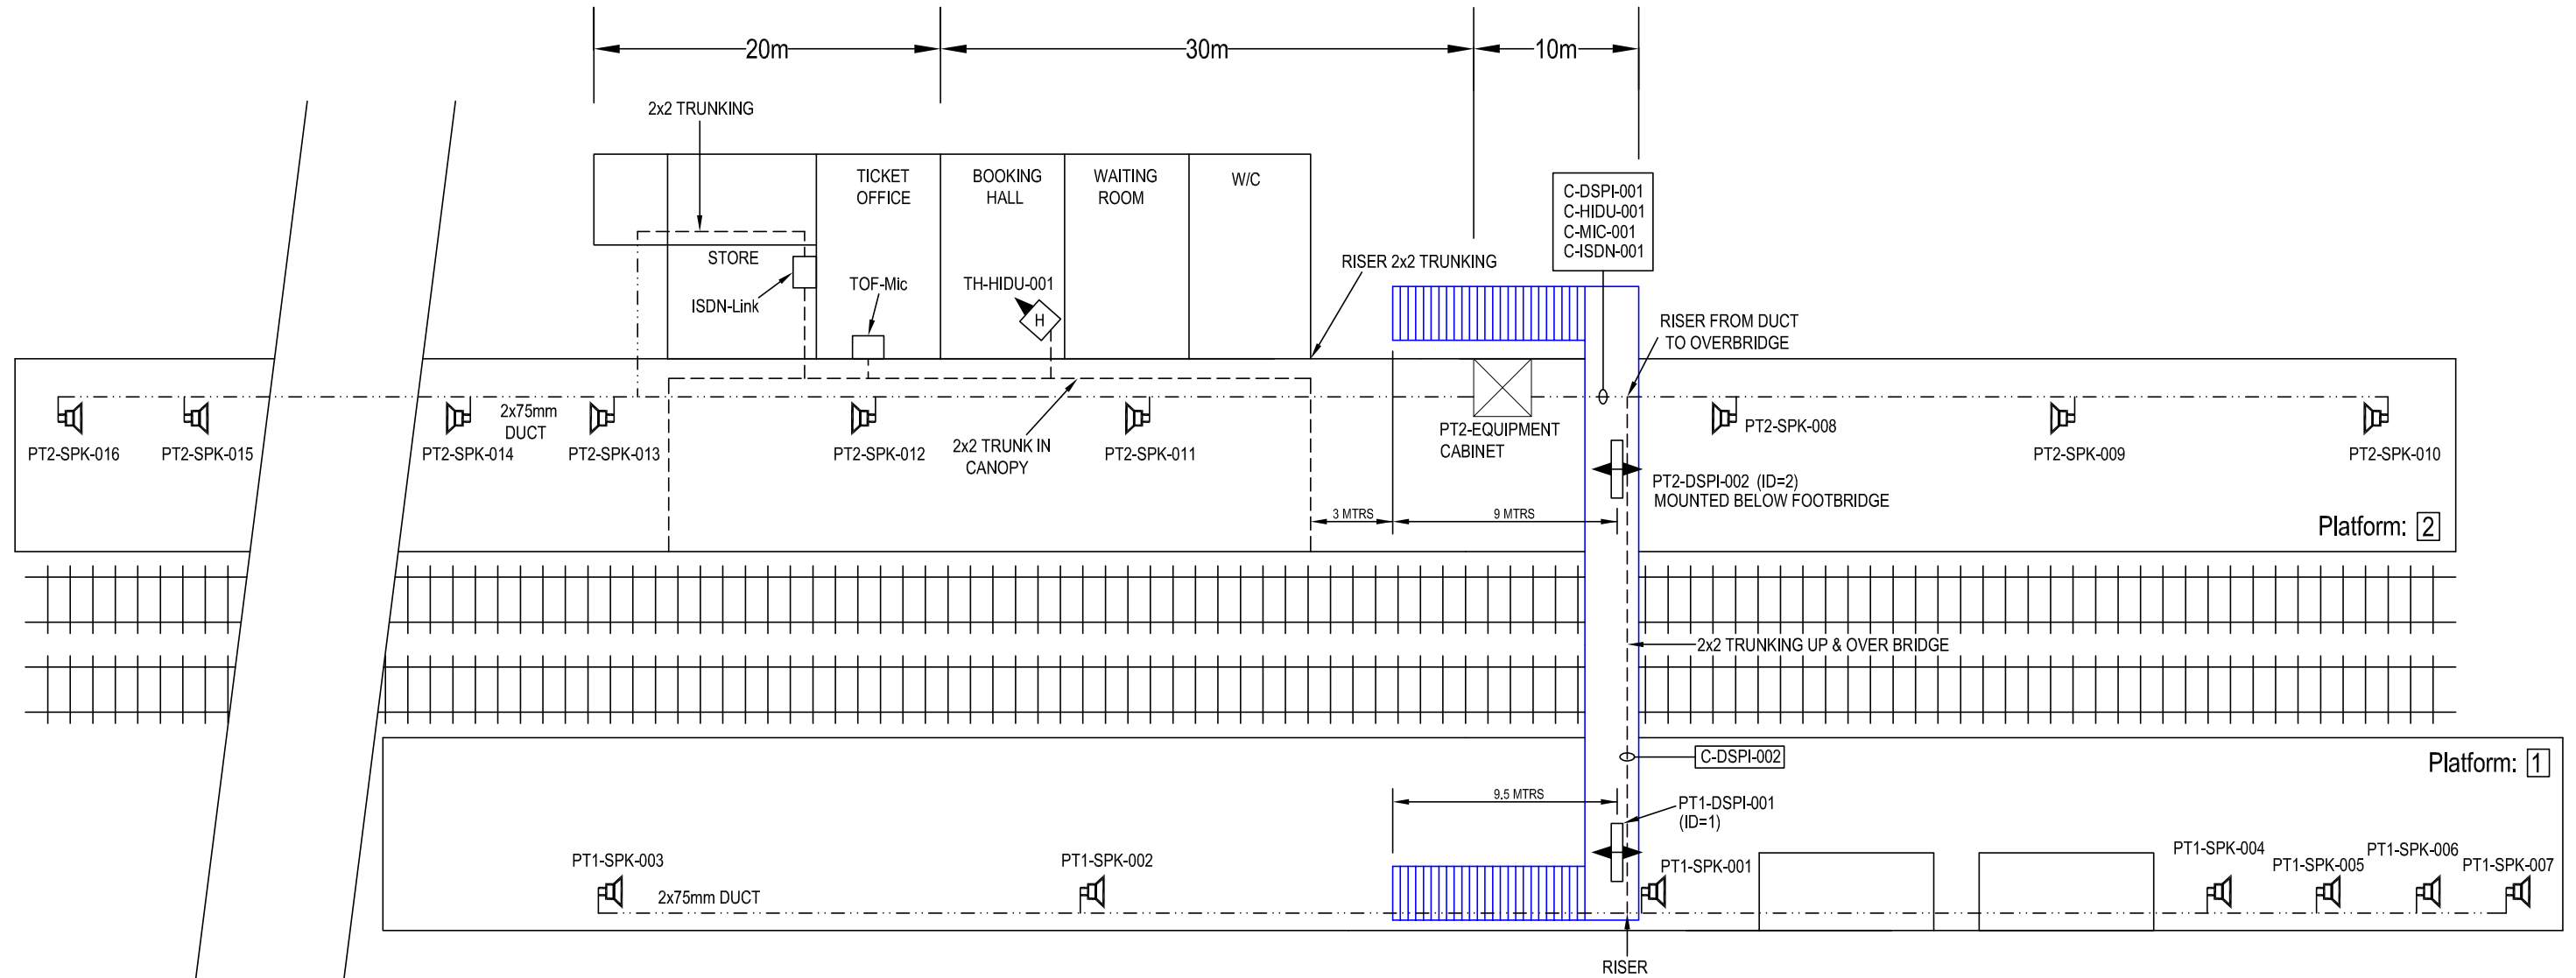 20m
30m
10m
2x2 TRUNKING
TICKET
OFFICE
BOOKING
HALL
WAITING
ROOM
W/C
C-DSPI-001
C-HIDU-001
C-MIC-001
C-ISDN-001
STORE
RISER 2x2 TRUNKING
ISDN-Link
TOF-Mic
TH-HIDU-001
H
RISER FROM DUCT
TO OVERBRIDGE
PT2-SPK-016
PT2-SPK-015
PT2-SPK-014
2x75mm
DUCT
PT2-SPK-013
PT2-SPK-012
2x2 TRUNK IN
CANOPY
PT2-SPK-011
PT2-EQUIPMENT
CABINET
PT2-SPK-008
PT2-SPK-009
PT2-SPK-010
PT2-DSPI-002 (ID=2)
MOUNTED BELOW FOOTBRIDGE
3 MTRS
9 MTRS
Platform: 2
2x2 TRUNKING UP & OVER BRIDGE
C-DSPI-002
Platform: 1
9.5 MTRS
PT1-DSPI-001
(ID=1)
PT1-SPK-003
2x75mm DUCT
PT1-SPK-002
PT1-SPK-001
PT1-SPK-004
PT1-SPK-005
PT1-SPK-006
PT1-SPK-007
RISER